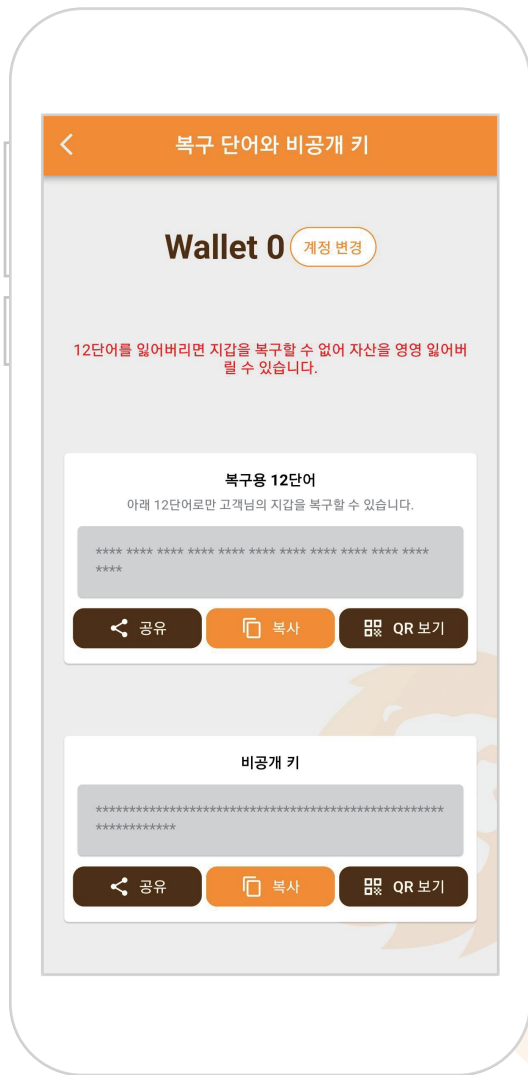 복구 단어와 비공개 키
Wallet 0 계정 변경
12단어를 잃어버리면 지갑을 복구할 수 없어 자산을 영영 잃어버
릴 수 있습니다.
복구용 12단어
아래 12단어로만 고객님의 지갑을 복구할 수 있습니다.
**** **** **** **** **** **** **** **** **** **** ****
****
공유 복사 QR 보기
비공개 키
****************************************************
************
공유 복사 QR 보기